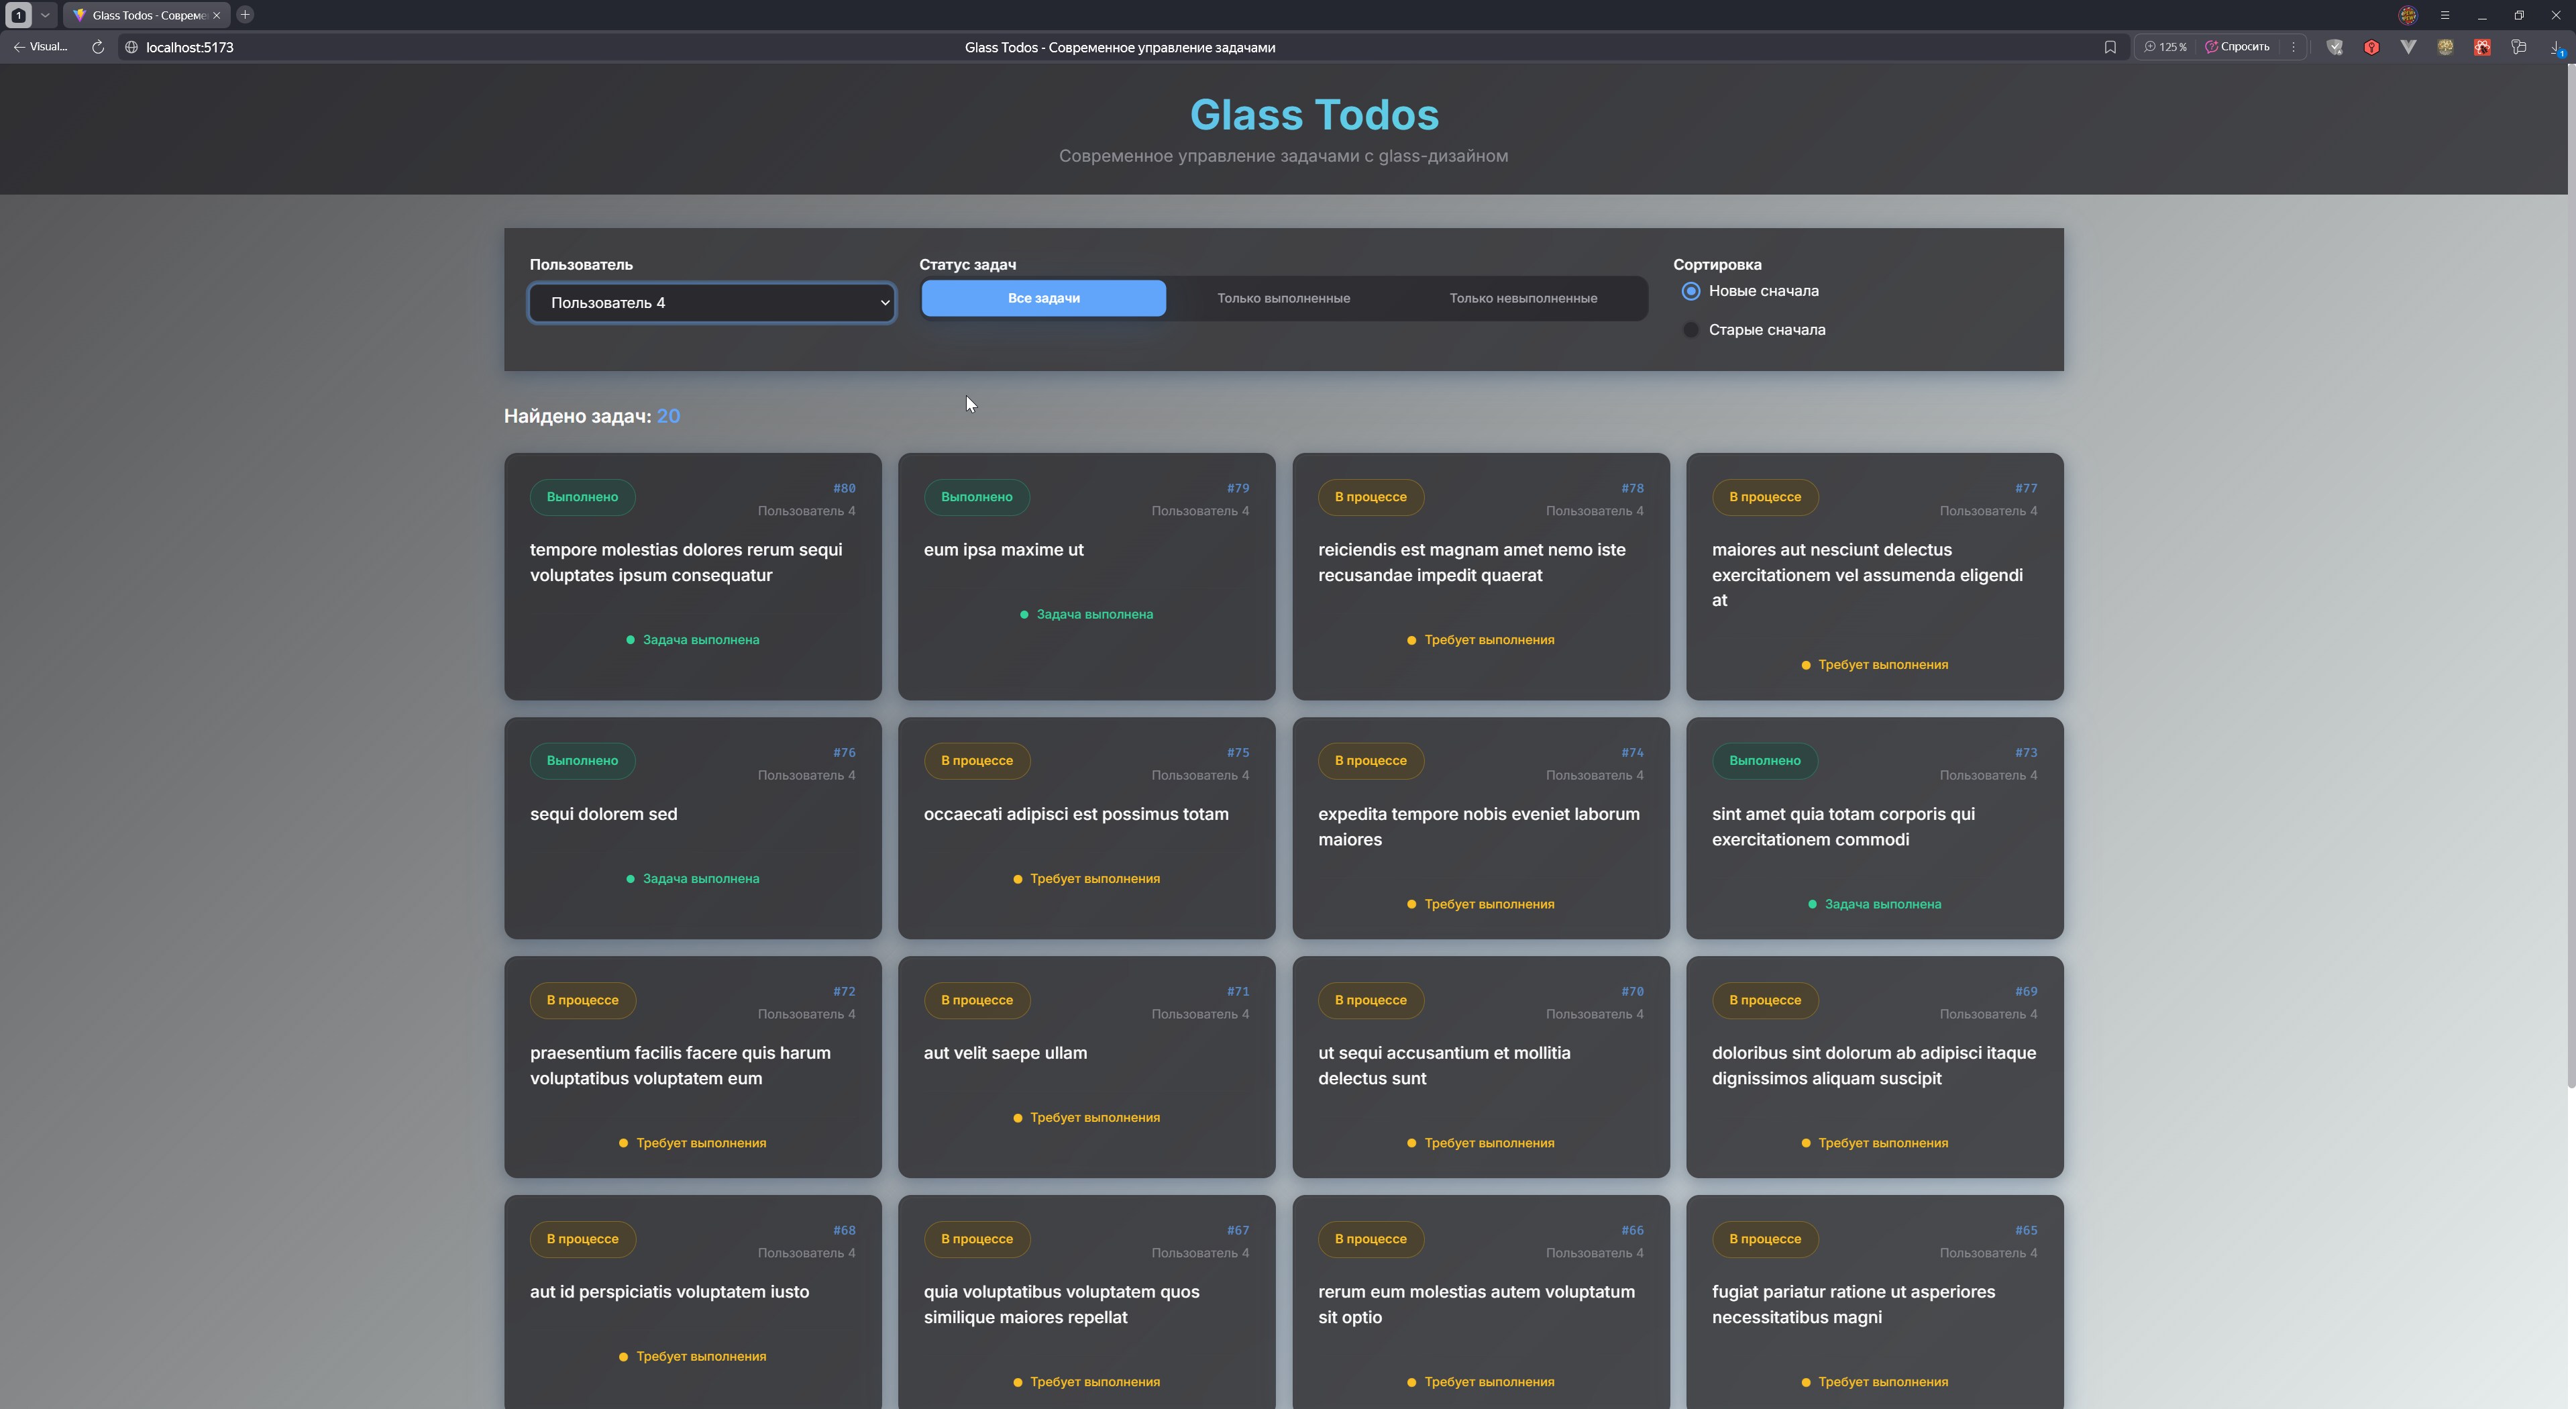 1
Glass Todos - Совреме
Visual...
localhost:5173
Glass Todos - Современное управление задачами
125 %
Спросить
1
Glass Todos
Современное управление задачами с glass-дизайном
Пользователь
Статус задач
Сортировка
Пользователь 4
Все задачи
Только выполненные
Только невыполненные
Новые сначала
Старые сначала
Найдено задач: 20
Выполнено
#80
Пользователь 4
tempore molestias dolores rerum sequi
voluptates ipsum consequatur
Задача выполнена
Выполнено
#79
Пользователь 4
eum ipsa maxime ut
Задача выполнена
В процессе
#78
Пользователь 4
reiciendis est magnam amet nemo iste
recusandae impedit quaerat
Требует выполнения
В процессе
#77
Пользователь 4
maiores aut nesciunt delectus
exercitationem vel assumenda eligendi
at
Требует выполнения
Выполнено
#76
Пользователь 4
sequi dolorem sed
Задача выполнена
В процессе
#75
Пользователь 4
occaecati adipisci est possimus totam
Требует выполнения
В процессе
#74
Пользователь 4
expedita tempore nobis eveniet laborum
maiores
Требует выполнения
Выполнено
#73
Пользователь 4
sint amet quia totam corporis qui
exercitationem commodi
Задача выполнена
В процессе
#72
Пользователь 4
praesentium facilis facere quis harum
voluptatibus voluptatem eum
Требует выполнения
В процессе
#71
Пользователь 4
aut velit saepe ullam
Требует выполнения
В процессе
#70
Пользователь 4
ut sequi accusantium et mollitia
delectus sunt
Требует выполнения
В процессе
#69
Пользователь 4
doloribus sint dolorum ab adipisci itaque
dignissimos aliquam suscipit
Требует выполнения
В процессе
#68
Пользователь 4
aut id perspiciatis voluptatem iusto
Требует выполнения
В процессе
#67
Пользователь 4
quia voluptatibus voluptatem quos
similique maiores repellat
Требует выполнения
В процессе
#66
Пользователь 4
rerum eum molestias autem voluptatum
sit optio
Требует выполнения
В процессе
#65
Пользователь 4
fugiat pariatur ratione ut asperiores
necessitatibus magni
Требует выполнения